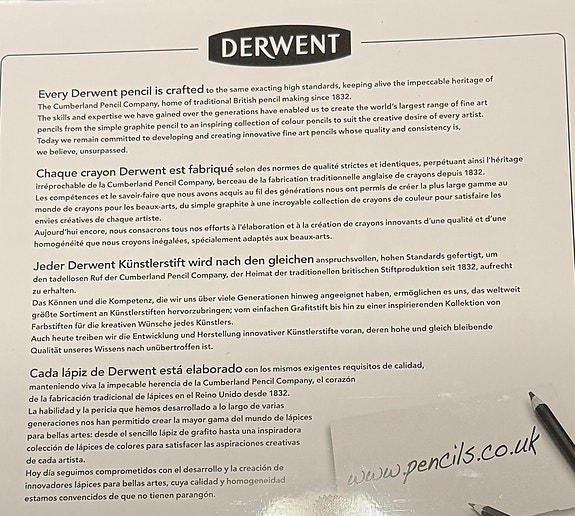 DERWENT
Every Derwent pencil is crafted to the same exacting high standards, keeping alive the impeccable heritage of
The Cumberland Pencil Company, home of traditional British pencil making since 1832.
The skills and expertise we have gained over the generations have enabled us to create the world's largest range of fine art
pencils from the simple graphite pencil to an inspiring collection of colour pencils to suit the creative desire of every artist.
Today we remain committed to developing and creating innovative fine art pencils whose quality and consistency is,
we believe, unsurpassed.
Chaque crayon Derwent est fabriqué selon des normes de qualité strictes et identiques, perpétuant ainsi l'héritage
irréprochable de la Cumberland Pencil Company, berceau de la fabrication traditionnelle anglaise de crayons depuis 1832.
Les compétences et le savoir-faire que nous avons acquis au fil des générations nous ont permis de créer la plus large gamme au
monde de crayons pour les beaux-arts, du simple graphite à une incroyable collection de crayons de couleur pour satisfaire les
envies créatives de chaque artiste.
Aujourd'hui encore, nous consacrons tous nos efforts à l'élaboration et à la création de crayons innovants d'une qualité et d'une
homogénéité que nous croyons inégalées, spécialement adaptés aux beaux-arts.
Jeder Derwent Künstlerstift wird nach den gleichen anspruchsvollen, hohen Standards gefertigt, um
den tadellosen Ruf der Cumberland Pencil Company, der Heimat der traditionellen britischen Stiftproduktion seit 1832, aufrecht
zu erhalten.
Das Können und die Kompetenz, die wir uns über viele Generationen hinweg angeeignet haben, ermöglichen es uns, das weltweit
größte Sortiment an Künstlerstiften hervorzubringen; vom einfachen Grafitstift bis hin zu einer inspirierenden Kollektion von
Farbstiften für die kreativen Wünsche jedes Künstlers.
Auch heute treiben wir die Entwicklung und Herstellung innovativer Künstlerstifte voran, deren hohe und gleich bleibende
Qualität unseres Wissens nach unübertroffen ist.
Cada lápiz de Derwent está elaborado con los mismos exigentes requisitos de calidad,
manteniendo viva la impecable herencia de la Cumberland Pencil Company, el corazón
de la fabricación tradicional de lápices en el Reino Unido desde 1832.
La habilidad y la pericia que hemos desarrollado a lo largo de varias
generaciones nos han permitido crear la mayor gama del mundo de lápices
para bellas artes: desde el sencillo lápiz de grafito hasta una inspiradora
colección de lápices de colores para satisfacer las aspiraciones creativas
de cada artista.
Hoy día seguimos comprometidos con el desarrollo y la creación de
innovadores lápices para bellas artes, cuya calidad y homogeneidad
estamos convencidos de que no tienen parangón.
www.pencils.co.uk